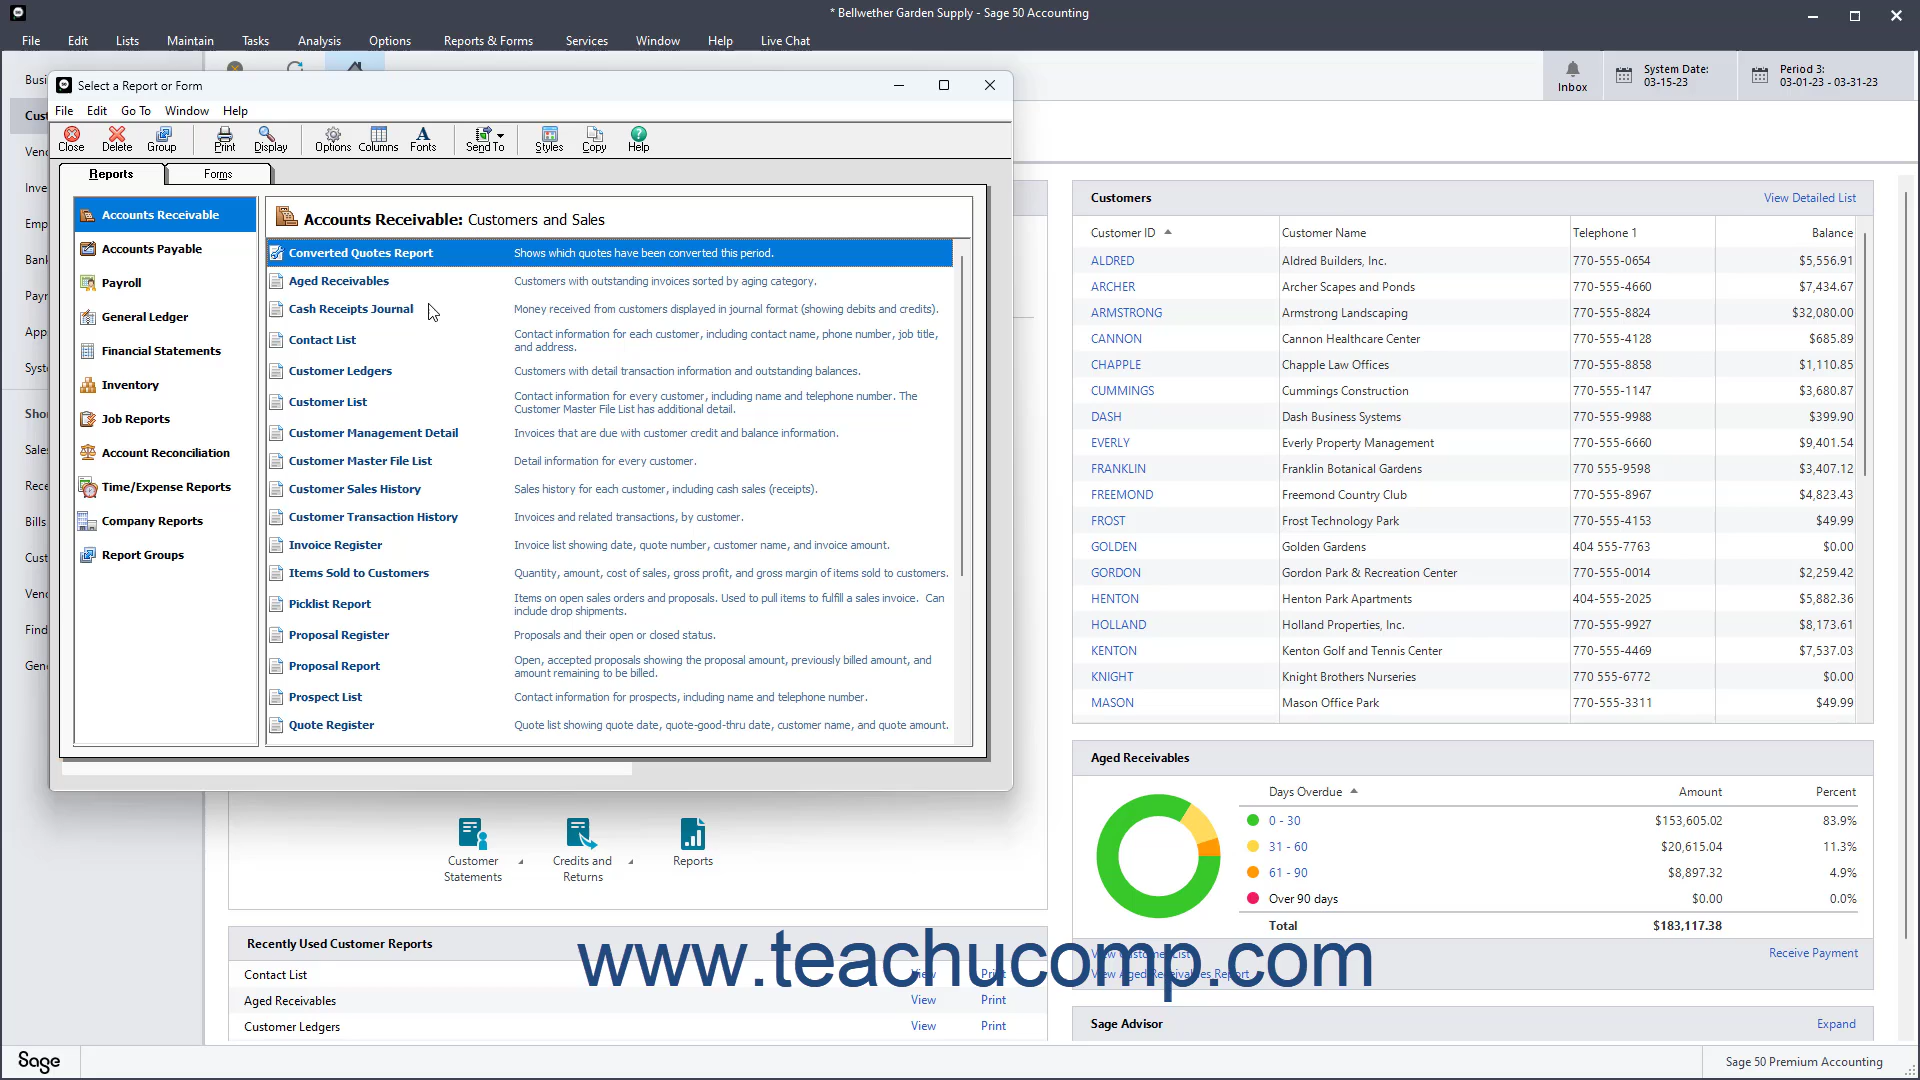 * Bellwether Garden Supply - Sage 50 Accounting
File Edit Lists Maintain Tasks Analysis Options Reports & Forms Services Window Help Live Chat
Inbox
System Date:
03-15-23
Period 3:
03-01-23 - 03-31-23
Select a Report or Form
File Edit Go To Window Help
Close Delete Group Print Display Options Columns Fonts Send To Styles Copy Help
Reports Forms
Accounts Receivable
Accounts Payable
Payroll
General Ledger
Financial Statements
Inventory
Job Reports
Account Reconciliation
Time/Expense Reports
Company Reports
Report Groups
Accounts Receivable: Customers and Sales
Converted Quotes Report Shows which quotes have been converted this period.
Aged Receivables Customers with outstanding invoices sorted by aging category.
Cash Receipts Journal Money received from customers displayed in journal format (showing debits and credits).
Contact List Contact information for each customer, including contact name, phone number, job title,
and address.
Customer Ledgers Customers with detail transaction information and outstanding balances.
Customer List Contact information for every customer, including name and telephone number. The
Customer Master File List has additional detail.
Customer Management Detail Invoices that are due with customer credit and balance information.
Customer Master File List Detail information for every customer.
Customer Sales History Sales history for each customer, including cash sales (receipts).
Customer Transaction History Invoices and related transactions, by customer.
Invoice Register Invoice list showing date, quote number, customer name, and invoice amount.
Items Sold to Customers Quantity, amount, cost of sales, gross profit, and gross margin of items sold to customers.
Picklist Report Items on open sales orders and proposals. Used to pull items to fulfill a sales invoice. Can
include drop shipments.
Proposal Register Proposals and their open or closed status.
Proposal Report Open, accepted proposals showing the proposal amount, previously billed amount, and
amount remaining to be billed.
Prospect List Contact information for prospects, including name and telephone number.
Quote Register Quote list showing quote date, quote-good-thru date, customer name, and quote amount.
Busi
Cust
Vend
Inve
Emp
Bank
Payr
App
Syst
Sho
Sales
Rece
Bills
Cust
Vend
Find
Gen
Customer
Statements
Credits and
Returns
Reports
Recently Used Customer Reports
Contact List View Print
Aged Receivables View Print
Customer Ledgers View Print
Customers View Detailed List
Customer ID Customer Name Telephone 1 Balance
ALDRED Aldred Builders, Inc. 770-555-0654 $5,556.91
ARCHER Archer Scapes and Ponds 770-555-4660 $7,434.67
ARMSTRONG Armstrong Landscaping 770-555-8824 $32,080.00
CANNON Cannon Healthcare Center 770-555-4128 $685.89
CHAPPLE Chapple Law Offices 770-555-8858 $1,110.85
CUMMINGS Cummings Construction 770-555-1147 $3,680.87
DASH Dash Business Systems 770-555-9988 $399.90
EVERLY Everly Property Management 770-555-6660 $9,401.54
FRANKLIN Franklin Botanical Gardens 770 555-9598 $3,407.12
FREEMOND Freemond Country Club 770-555-8967 $4,823.43
FROST Frost Technology Park 770-555-4153 $49.99
GOLDEN Golden Gardens 404 555-7763 $0.00
GORDON Gordon Park & Recreation Center 770-555-0014 $2,259.42
HENTON Henton Park Apartments 404-555-2025 $5,882.36
HOLLAND Holland Properties, Inc. 770-555-9927 $8,173.61
KENTON Kenton Golf and Tennis Center 770-555-4469 $7,537.03
KNIGHT Knight Brothers Nurseries 770 555-6772 $0.00
MASON Mason Office Park 770-555-3311 $49.99
Aged Receivables
Days Overdue Amount Percent
0 - 30 $153,605.02 83.9%
31 - 60 $20,615.04 11.3%
61 - 90 $8,897.32 4.9%
Over 90 days $0.00 0.0%
Total $183,117.38
View Customer List Receive Payment
View Aged Receivables Report
Sage Advisor Expand
www.teachucomp.com
Sage
Sage 50 Premium Accounting